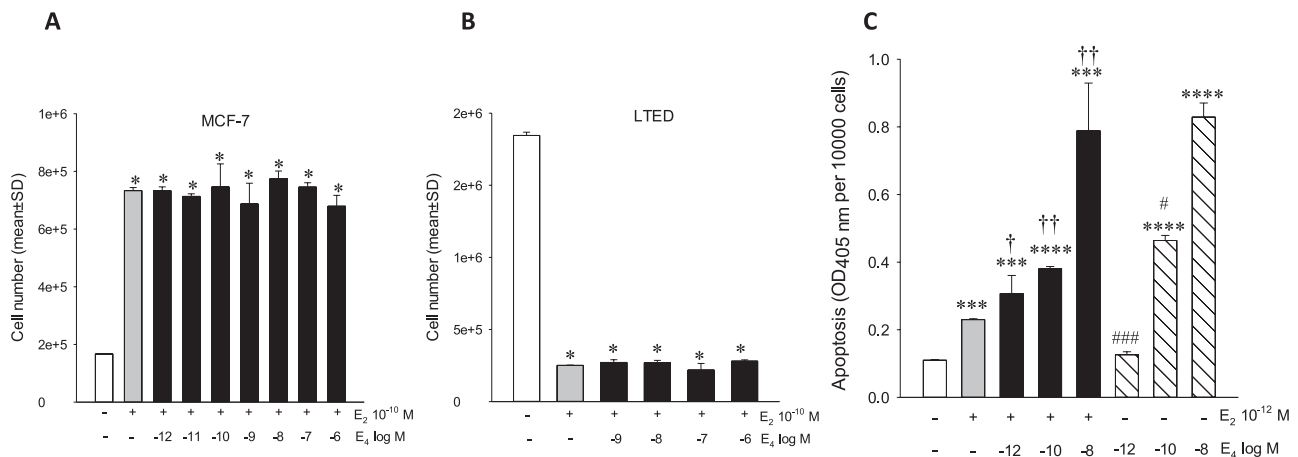 A
MCF-7
Cell number (mean±SD)
1e+6
8e+5
6e+5
4e+5
2e+5
0
* * * * * * * *
- + + + + + + + + E2 10-10 M
- - -12 -11 -10 -9 -8 -7 -6 E4 log M
B
LTED
Cell number (mean±SD)
2e+6
2e+6
1e+6
5e+5
0
* * * * *
- + + + + + E2 10-10 M
- - -9 -8 -7 -6 E4 log M
C
Apoptosis (OD405 nm per 10000 cells)
1.0
0.8
0.6
0.4
0.2
0.0
†† 
*** ****
† †† #
*** **** ****
***
###
- + + + + - - - E2 10-12 M
- - -12 -10 -8 -12 -10 -8 E4 log M